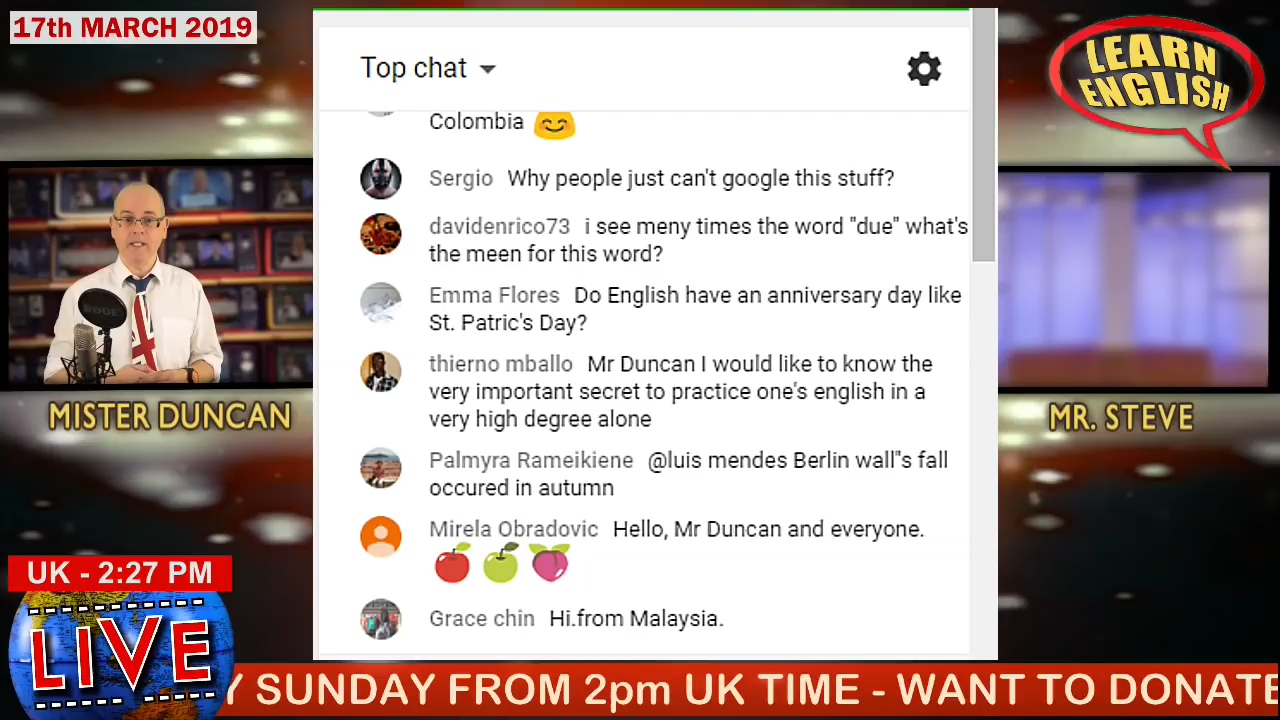 17th MARCH 2019
LEARN
ENGLISH
Top chat
Colombia 😊
Sergio Why people just can't google this stuff?
davidenrico73 i see meny times the word "due" what's
the meen for this word?
Emma Flores Do English have an anniversary day like
St. Patric's Day?
thierno mballo Mr Duncan I would like to know the
very important secret to practice one's english in a
very high degree alone
Palmyra Rameikiene @luis mendes Berlin wall"s fall
occured in autumn
Mirela Obradovic Hello, Mr Duncan and everyone.
🍎 🍏 🍑
Grace chin Hi.from Malaysia.
RODE
MISTER DUNCAN
MR. STEVE
UK - 2:27 PM
LIVE
Y SUNDAY FROM 2pm UK TIME - WANT TO DONATE